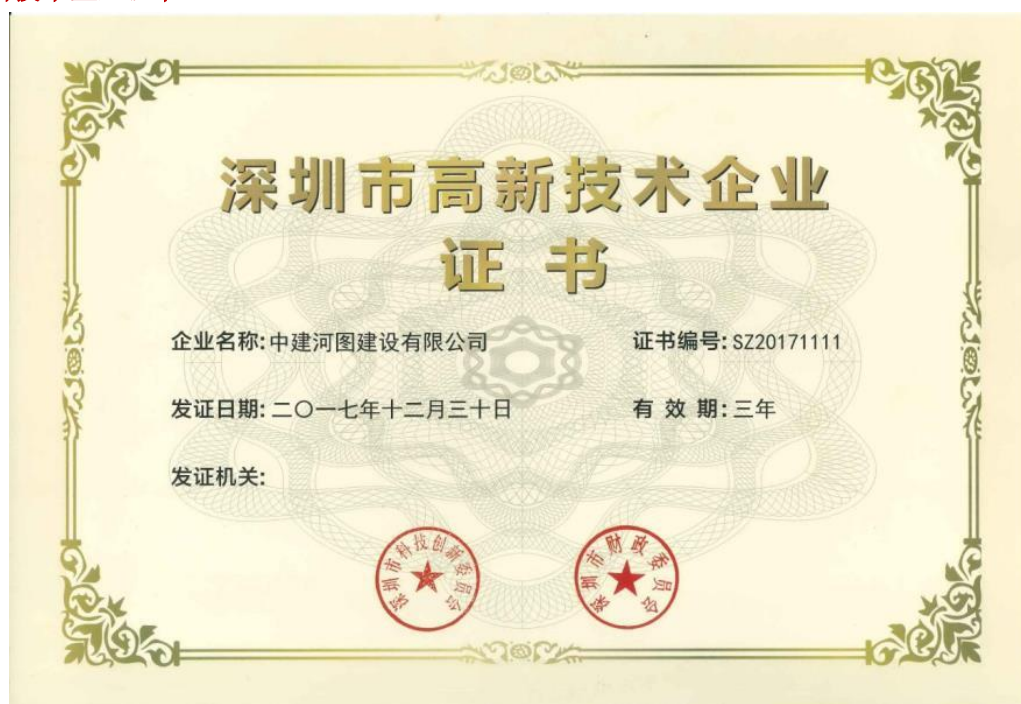 深圳市高新技术企业
证书
企业名称:中建河图建设有限公司
证书编号:SZ20171111
发证日期:二〇一七年十二月三十日
有效期:三年
发证机关:
深圳市科技创新委员会
深圳市财政委员会